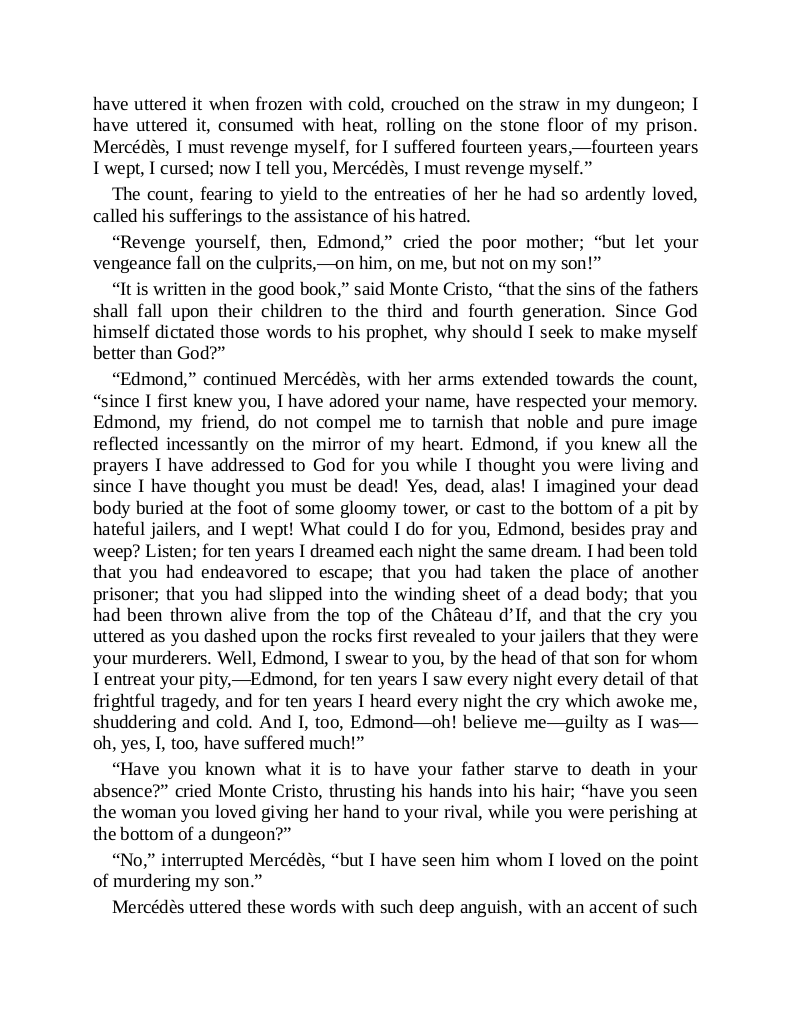 have uttered it when frozen with cold, crouched on the straw in my dungeon; I
have uttered it, consumed with heat, rolling on the stone floor of my prison.
Mercédès, I must revenge myself, for I suffered fourteen years,—fourteen years
I wept, I cursed; now I tell you, Mercédès, I must revenge myself.”
The count, fearing to yield to the entreaties of her he had so ardently loved,
called his sufferings to the assistance of his hatred.
“Revenge yourself, then, Edmond,” cried the poor mother; “but let your
vengeance fall on the culprits,—on him, on me, but not on my son!”
“It is written in the good book,” said Monte Cristo, “that the sins of the fathers
shall fall upon their children to the third and fourth generation. Since God
himself dictated those words to his prophet, why should I seek to make myself
better than God?”
“Edmond,” continued Mercédès, with her arms extended towards the count,
“since I first knew you, I have adored your name, have respected your memory.
Edmond, my friend, do not compel me to tarnish that noble and pure image
reflected incessantly on the mirror of my heart. Edmond, if you knew all the
prayers I have addressed to God for you while I thought you were living and
since I have thought you must be dead! Yes, dead, alas! I imagined your dead
body buried at the foot of some gloomy tower, or cast to the bottom of a pit by
hateful jailers, and I wept! What could I do for you, Edmond, besides pray and
weep? Listen; for ten years I dreamed each night the same dream. I had been told
that you had endeavored to escape; that you had taken the place of another
prisoner; that you had slipped into the winding sheet of a dead body; that you
had been thrown alive from the top of the Château d’If, and that the cry you
uttered as you dashed upon the rocks first revealed to your jailers that they were
your murderers. Well, Edmond, I swear to you, by the head of that son for whom
I entreat your pity,—Edmond, for ten years I saw every night every detail of that
frightful tragedy, and for ten years I heard every night the cry which awoke me,
shuddering and cold. And I, too, Edmond—oh! believe me—guilty as I was—
oh, yes, I, too, have suffered much!”
“Have you known what it is to have your father starve to death in your
absence?” cried Monte Cristo, thrusting his hands into his hair; “have you seen
the woman you loved giving her hand to your rival, while you were perishing at
the bottom of a dungeon?”
“No,” interrupted Mercédès, “but I have seen him whom I loved on the point
of murdering my son.”
Mercédès uttered these words with such deep anguish, with an accent of such